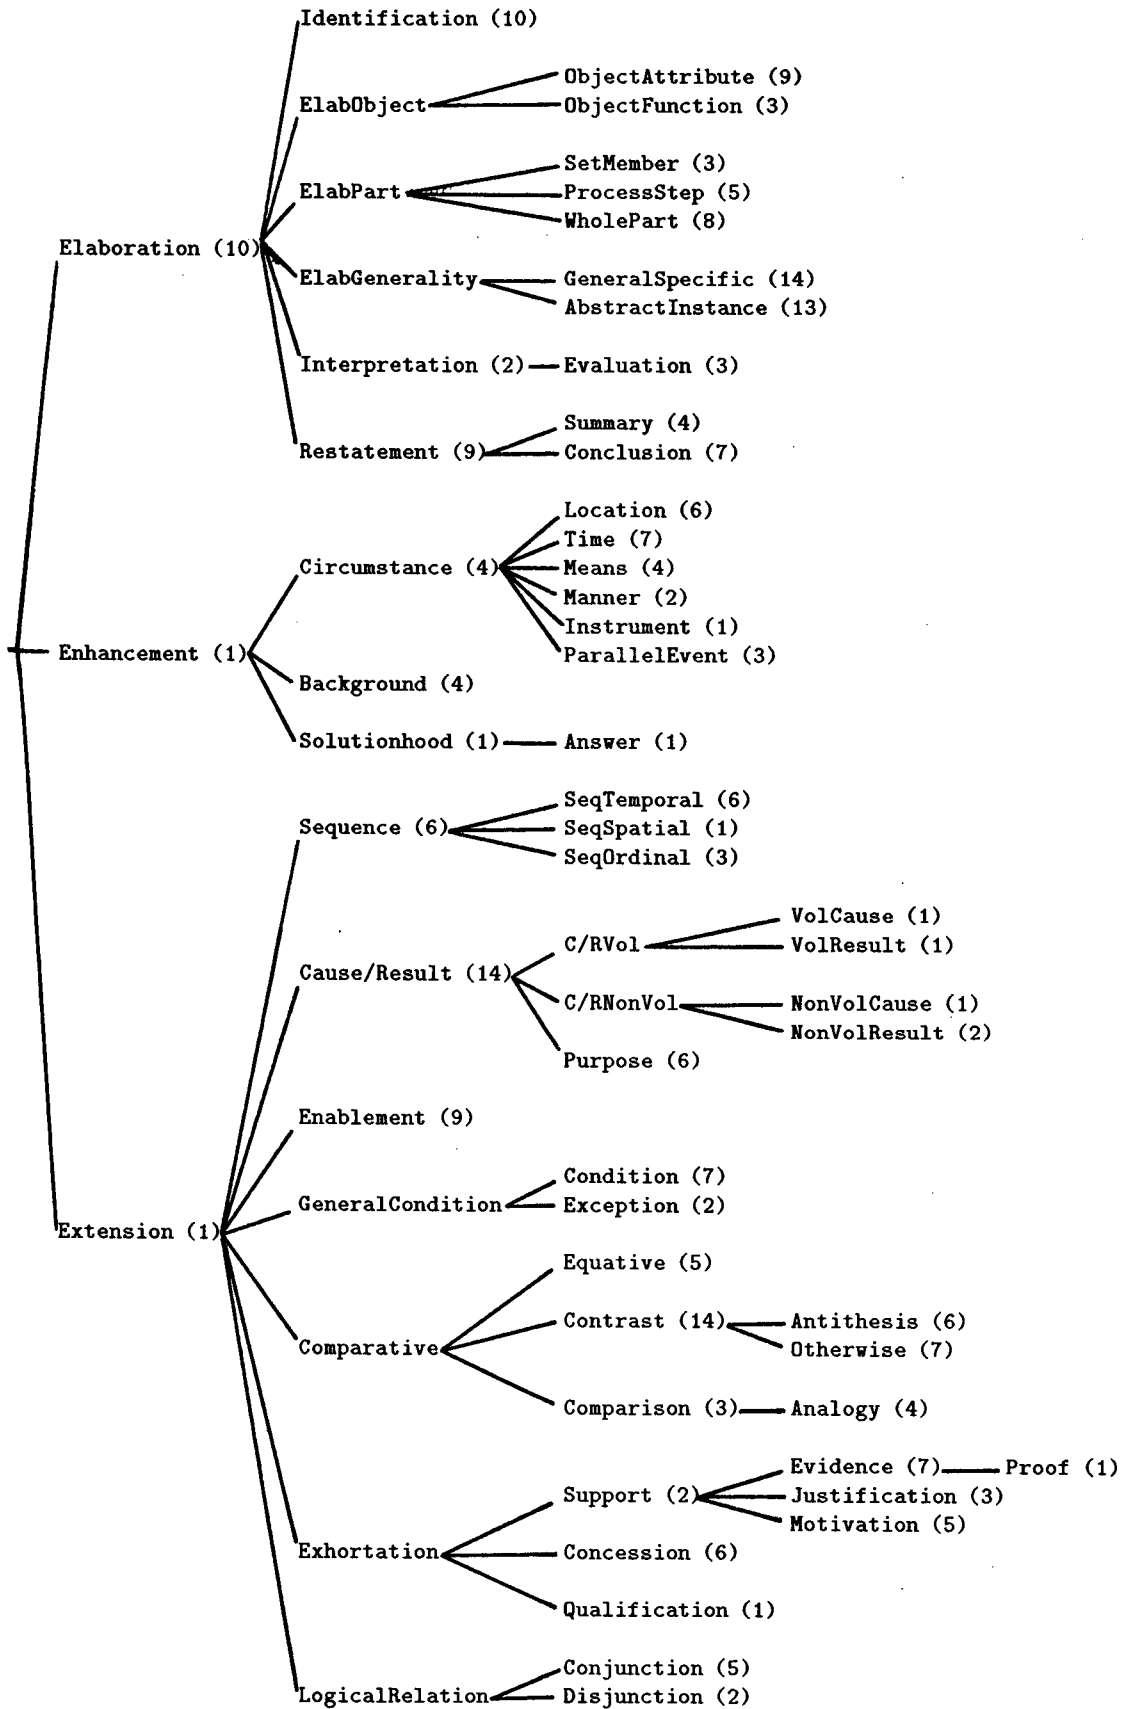 Identification (10)
ObjectAttribute (9)
ElabObject
ObjectFunction (3)
SetMember (3)
ElabPart
ProcessStep (5)
WholePart (8)
Elaboration (10)
ElabGenerality
GeneralSpecific (14)
AbstractInstance (13)
Interpretation (2)
Evaluation (3)
Summary (4)
Restatement (9)
Conclusion (7)
Location (6)
Time (7)
Circumstance (4)
Means (4)
Manner (2)
Instrument (1)
Enhancement (1)
ParallelEvent (3)
Background (4)
Solutionhood (1)
Answer (1)
SeqTemporal (6)
Sequence (6)
SeqSpatial (1)
SeqOrdinal (3)
VolCause (1)
C/RVol
VolResult (1)
Cause/Result (14)
C/RNonVol
NonVolCause (1)
NonVolResult (2)
Purpose (6)
Enablement (9)
Condition (7)
GeneralCondition
Exception (2)
Extension (1)
Equative (5)
Contrast (14)
Antithesis (6)
Comparative
Otherwise (7)
Comparison (3)
Analogy (4)
Evidence (7)
Proof (1)
Support (2)
Justification (3)
Motivation (5)
Exhortation
Concession (6)
Qualification (1)
Conjunction (5)
LogicalRelation
Disjunction (2)